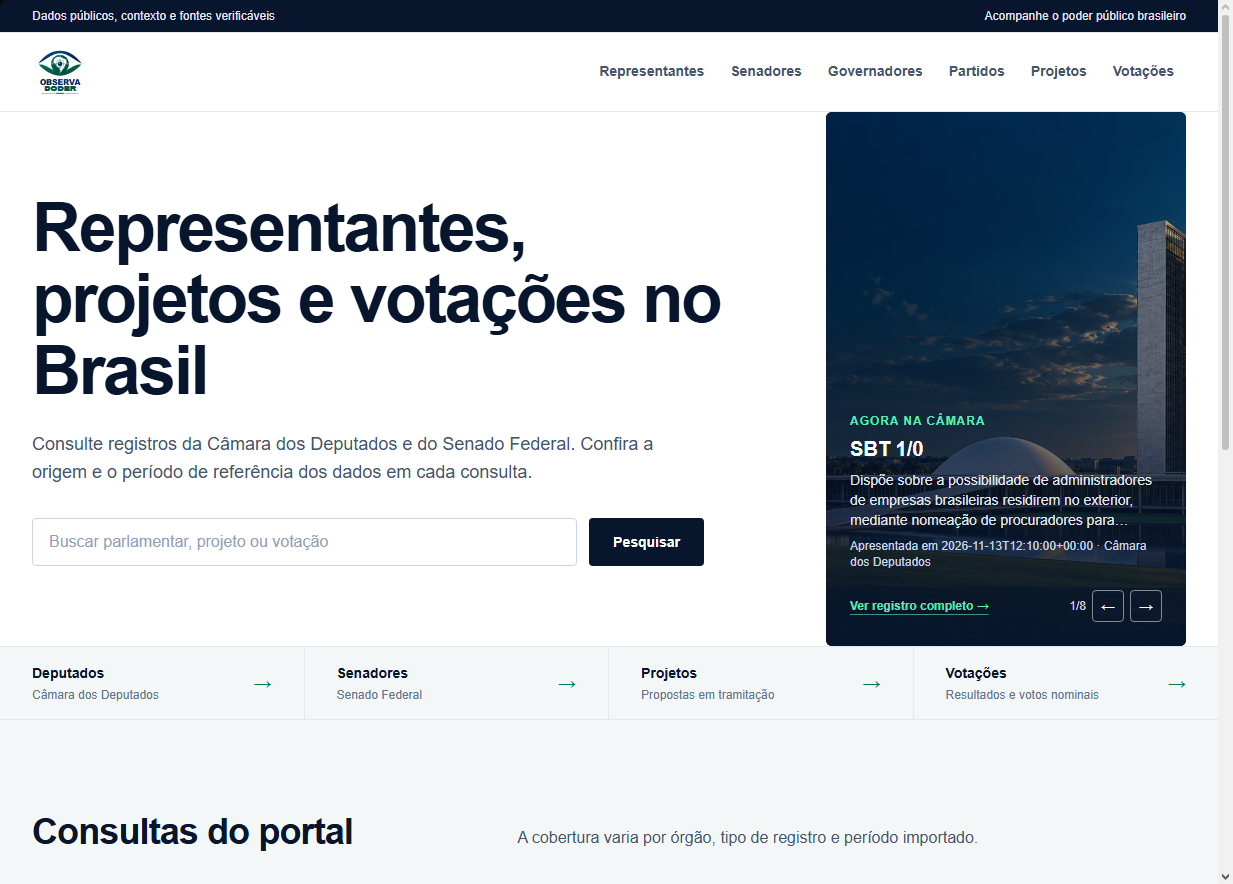 Dados públicos, contexto e fontes verificáveis
Acompanhe o poder público brasileiro
OBSERVA
PODER
Representantes
Senadores
Governadores
Partidos
Projetos
Votações
Representantes,
projetos e votações no
Brasil
Consulte registros da Câmara dos Deputados e do Senado Federal. Confira a
origem e o período de referência dos dados em cada consulta.
Buscar parlamentar, projeto ou votação
Pesquisar
AGORA NA CÂMARA
SBT 1/0
Dispõe sobre a possibilidade de administradores
de empresas brasileiras residirem no exterior,
mediante nomeação de procuradores para…
Apresentada em 2026-11-13T12:10:00+00:00 · Câmara
dos Deputados
Ver registro completo →
1/8
← →
Deputados
Câmara dos Deputados
→
Senadores
Senado Federal
→
Projetos
Propostas em tramitação
→
Votações
Resultados e votos nominais
→
Consultas do portal
A cobertura varia por órgão, tipo de registro e período importado.